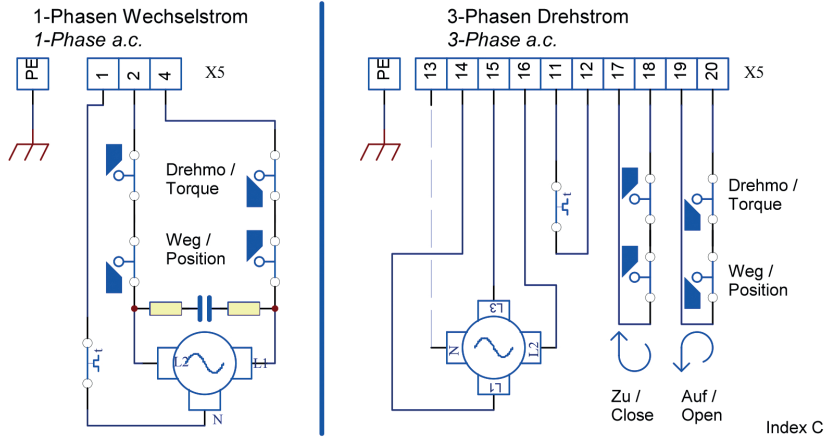 1-Phasen Wechselstrom
1-Phase a.c.
PE
1 2 4 X5
Drehmo /
Torque
Weg /
Position
t
L2
L1
N
3-Phasen Drehstrom
3-Phase a.c.
PE
13 14 15 16 11 12 17 18 19 20 X5
t
Drehmo /
Torque
Weg /
Position
L3
N
L2
L1
Zu /
Close
Auf /
Open
Index C